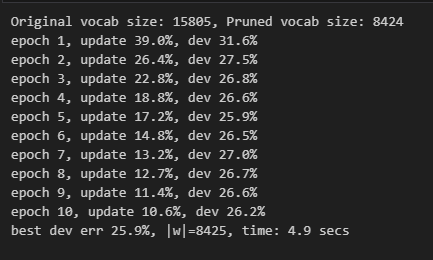 Original vocab size: 15805, Pruned vocab size: 8424
epoch 1, update 39.0%, dev 31.6%
epoch 2, update 26.4%, dev 27.5%
epoch 3, update 22.8%, dev 26.8%
epoch 4, update 18.8%, dev 26.6%
epoch 5, update 17.2%, dev 25.9%
epoch 6, update 14.8%, dev 26.5%
epoch 7, update 13.2%, dev 27.0%
epoch 8, update 12.7%, dev 26.7%
epoch 9, update 11.4%, dev 26.6%
epoch 10, update 10.6%, dev 26.2%
best dev err 25.9%, |w|=8425, time: 4.9 secs